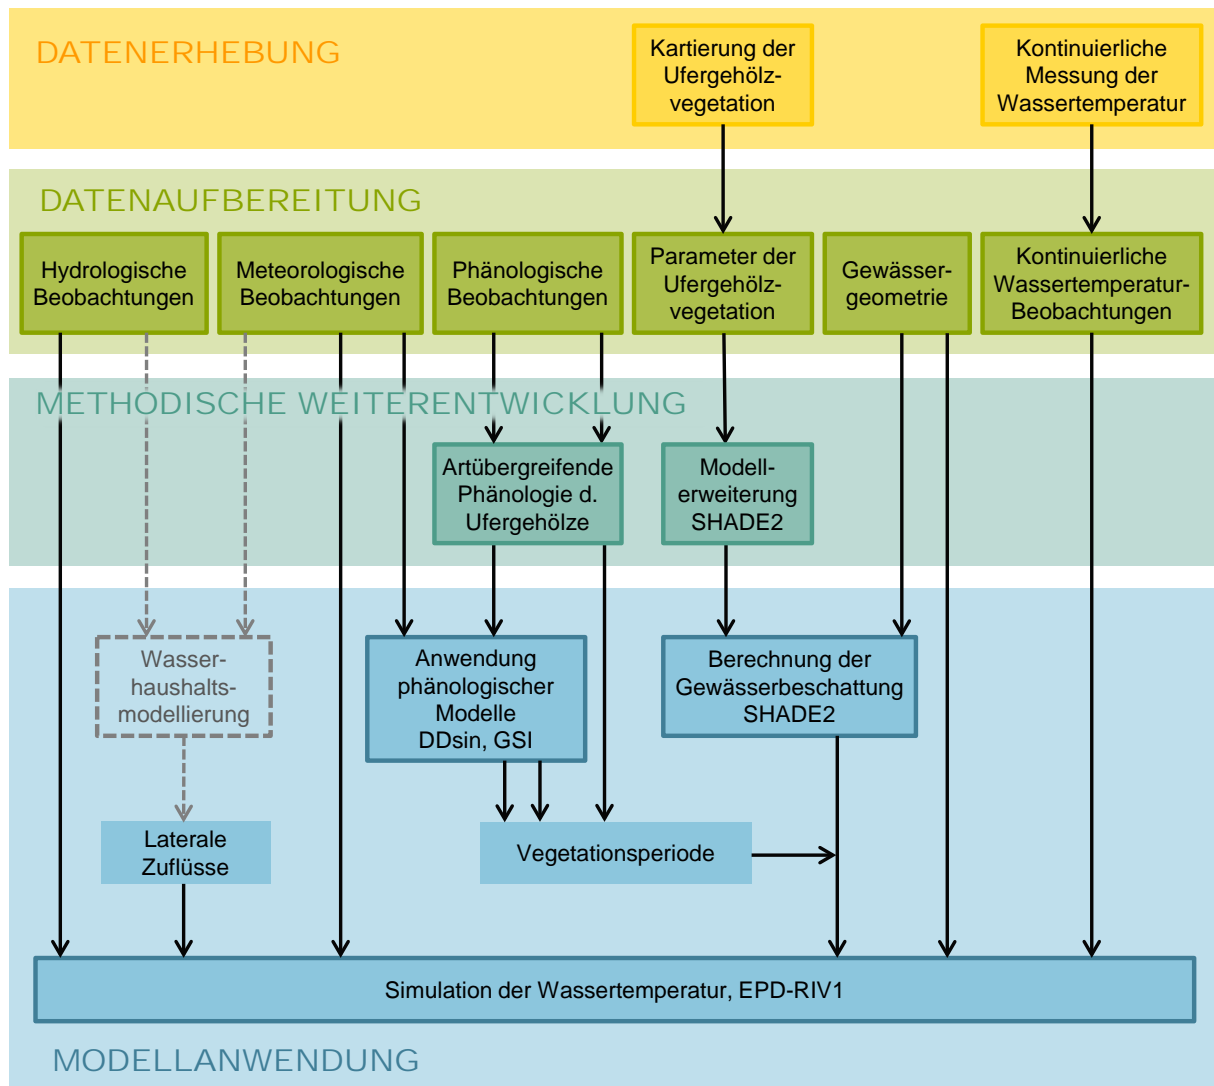 DATENERHEBUNG
Kartierung der
Ufergehölz-
vegetation
Kontinuierliche
Messung der
Wassertemperatur
DATENAUFBEREITUNG
Hydrologische
Beobachtungen
Meteorologische
Beobachtungen
Phänologische
Beobachtungen
Parameter der
Ufergehölz-
vegetation
Gewässer-
geometrie
Kontinuierliche
Wassertemperatur-
Beobachtungen
METHODISCHE WEITERENTWICKLUNG
Artübergreifende
Phänologie d.
Ufergehölze
Modell-
erweiterung
SHADE2
Wasser-
haushalts-
modellierung
Anwendung
phänologischer
Modelle
DDsin, GSI
Berechnung der
Gewässerbeschattung
SHADE2
Laterale
Zuflüsse
Vegetationsperiode
Simulation der Wassertemperatur, EPD-RIV1
MODELLANWENDUNG